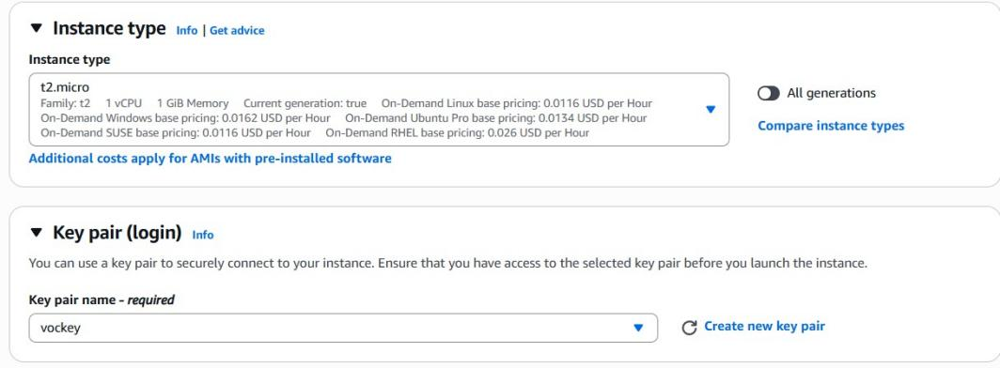 Instance type Info | Get advice
Instance type
t2.micro
Family: t2 1 vCPU 1 GiB Memory Current generation: true On-Demand Linux base pricing: 0.0116 USD per Hour
On-Demand Windows base pricing: 0.0162 USD per Hour On-Demand Ubuntu Pro base pricing: 0.0134 USD per Hour
On-Demand SUSE base pricing: 0.0116 USD per Hour On-Demand RHEL base pricing: 0.026 USD per Hour
All generations
Compare instance types
Additional costs apply for AMIs with pre-installed software
Key pair (login) Info
You can use a key pair to securely connect to your instance. Ensure that you have access to the selected key pair before you launch the instance.
Key pair name - required
vockey
Create new key pair